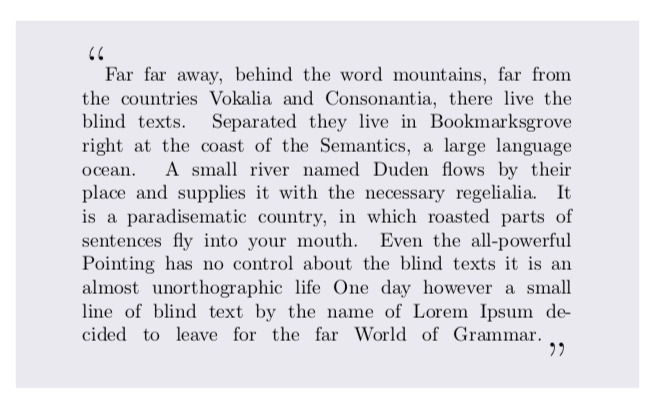 “
Far far away, behind the word mountains, far from
the countries Vokalia and Consonantia, there live the
blind texts. Separated they live in Bookmarksgrove
right at the coast of the Semantics, a large language
ocean. A small river named Duden flows by their
place and supplies it with the necessary regelialia. It
is a paradisematic country, in which roasted parts of
sentences fly into your mouth. Even the all-powerful
Pointing has no control about the blind texts it is an
almost unorthographic life One day however a small
line of blind text by the name of Lorem Ipsum de-
cided to leave for the far World of Grammar.
”